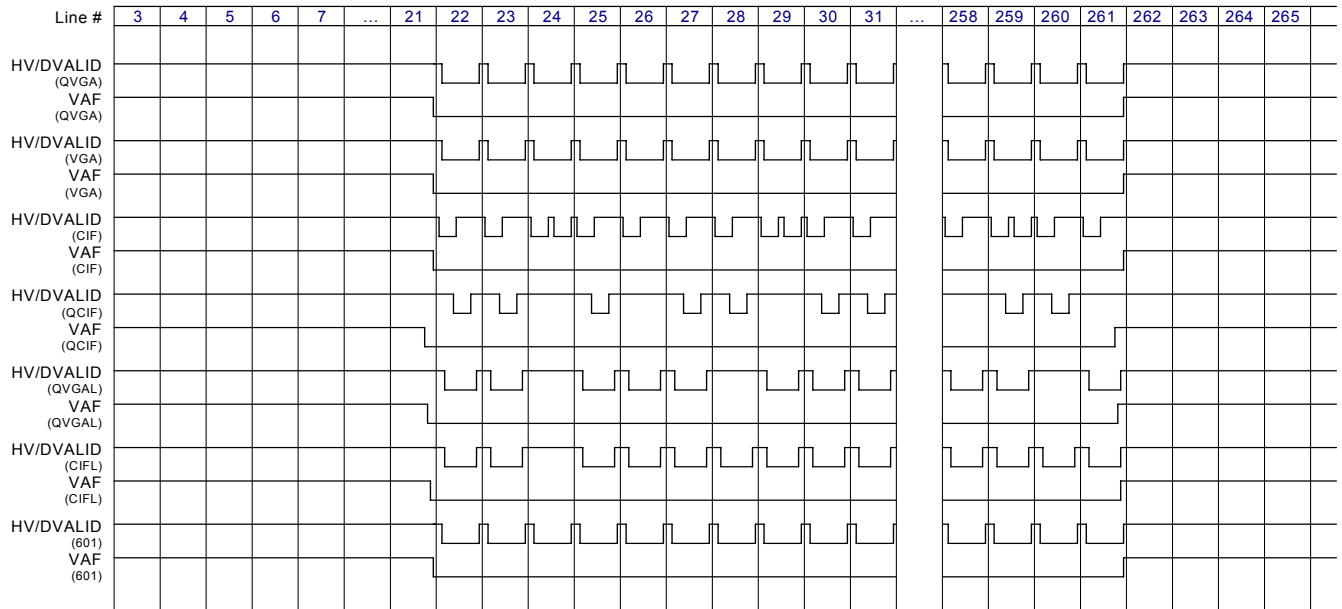 Line # 3 4 5 6 7 ... 21 22 23 24 25 26 27 28 29 30 31 ... 258 259 260 261 262 263 264 265
HV/DVALID
(QVGA)
VAF
(QVGA)
HV/DVALID
(VGA)
VAF
(VGA)
HV/DVALID
(CIF)
VAF
(CIF)
HV/DVALID
(QCIF)
VAF
(QCIF)
HV/DVALID
(QVGAL)
VAF
(QVGAL)
HV/DVALID
(CIFL)
VAF
(CIFL)
HV/DVALID
(601)
VAF
(601)